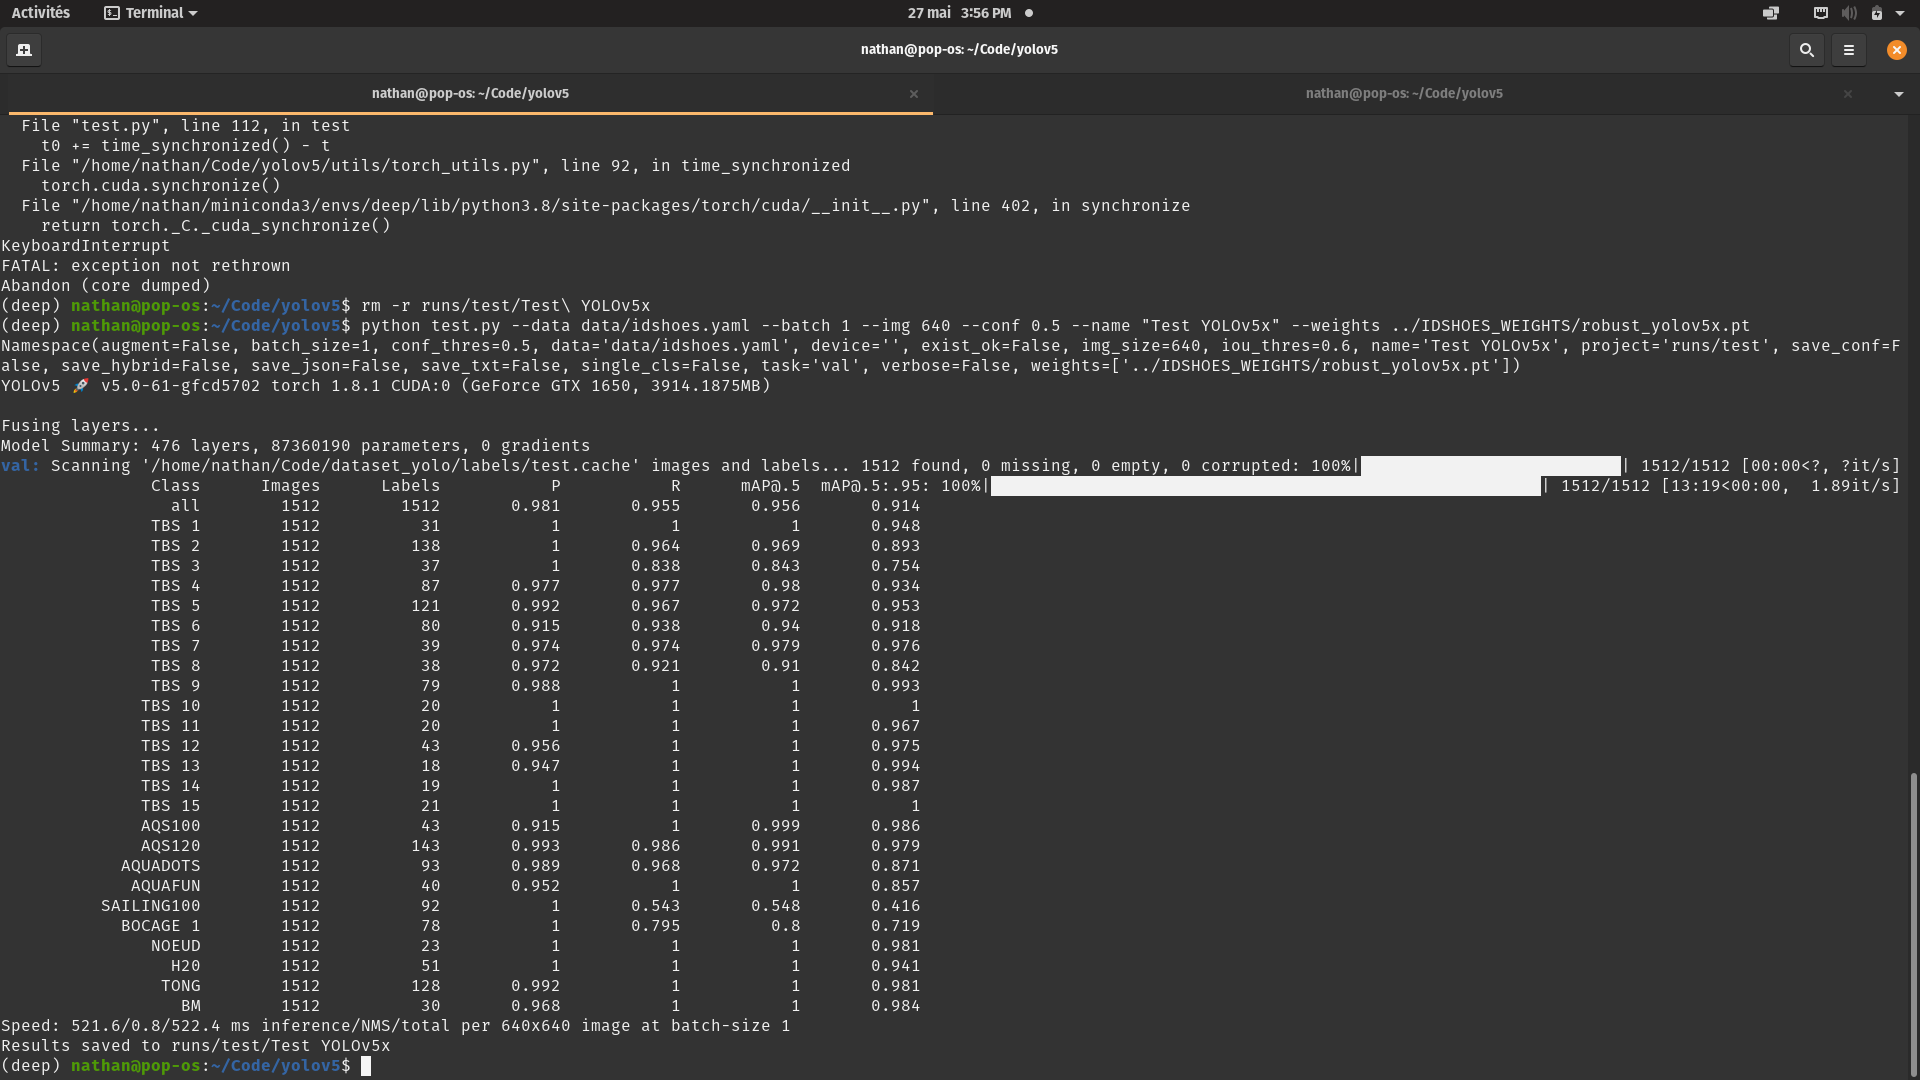 Activités Terminal 27 mai 3:56 PM
nathan@pop-os: ~/Code/yolov5
nathan@pop-os: ~/Code/yolov5 nathan@pop-os: ~/Code/yolov5
File "test.py", line 112, in test
t0 += time_synchronized() - t
File "/home/nathan/Code/yolov5/utils/torch_utils.py", line 92, in time_synchronized
torch.cuda.synchronize()
File "/home/nathan/miniconda3/envs/deep/lib/python3.8/site-packages/torch/cuda/__init__.py", line 402, in synchronize
return torch._C._cuda_synchronize()
KeyboardInterrupt
FATAL: exception not rethrown
Abandon (core dumped)
(deep) nathan@pop-os:~/Code/yolov5$ rm -r runs/test/Test\ YOLOv5x
(deep) nathan@pop-os:~/Code/yolov5$ python test.py --data data/idshoes.yaml --batch 1 --img 640 --conf 0.5 --name "Test YOLOv5x" --weights ../IDSHOES_WEIGHTS/robust_yolov5x.pt
Namespace(augment=False, batch_size=1, conf_thres=0.5, data='data/idshoes.yaml', device='', exist_ok=False, img_size=640, iou_thres=0.6, name='Test YOLOv5x', project='runs/test', save_conf=F
alse, save_hybrid=False, save_json=False, save_txt=False, single_cls=False, task='val', verbose=False, weights=['../IDSHOES_WEIGHTS/robust_yolov5x.pt'])
YOLOv5 🚀 v5.0-61-gfcd5702 torch 1.8.1 CUDA:0 (GeForce GTX 1650, 3914.1875MB)
Fusing layers...
Model Summary: 476 layers, 87360190 parameters, 0 gradients
val: Scanning '/home/nathan/Code/dataset_yolo/labels/test.cache' images and labels... 1512 found, 0 missing, 0 empty, 0 corrupted: 100%| | 1512/1512 [00:00<?, ?it/s]
Class Images Labels P R mAP@.5 mAP@.5:.95: 100%| | 1512/1512 [13:19<00:00, 1.89it/s]
all 1512 1512 0.981 0.955 0.956 0.914
TBS 1 1512 31 1 1 1 0.948
TBS 2 1512 138 1 0.964 0.969 0.893
TBS 3 1512 37 1 0.838 0.843 0.754
TBS 4 1512 87 0.977 0.977 0.98 0.934
TBS 5 1512 121 0.992 0.967 0.972 0.953
TBS 6 1512 80 0.915 0.938 0.94 0.918
TBS 7 1512 39 0.974 0.974 0.979 0.976
TBS 8 1512 38 0.972 0.921 0.91 0.842
TBS 9 1512 79 0.988 1 1 0.993
TBS 10 1512 20 1 1 1 1
TBS 11 1512 20 1 1 1 0.967
TBS 12 1512 43 0.956 1 1 0.975
TBS 13 1512 18 0.947 1 1 0.994
TBS 14 1512 19 1 1 1 0.987
TBS 15 1512 21 1 1 1 1
AQS100 1512 43 0.915 1 0.999 0.986
AQS120 1512 143 0.993 0.986 0.991 0.979
AQUADOTS 1512 93 0.989 0.968 0.972 0.871
AQUAFUN 1512 40 0.952 1 1 0.857
SAILING100 1512 92 1 0.543 0.548 0.416
BOCAGE 1 1512 78 1 0.795 0.8 0.719
NOEUD 1512 23 1 1 1 0.981
H20 1512 51 1 1 1 0.941
TONG 1512 128 0.992 1 1 0.981
BM 1512 30 0.968 1 1 0.984
Speed: 521.6/0.8/522.4 ms inference/NMS/total per 640x640 image at batch-size 1
Results saved to runs/test/Test YOLOv5x
(deep) nathan@pop-os:~/Code/yolov5$